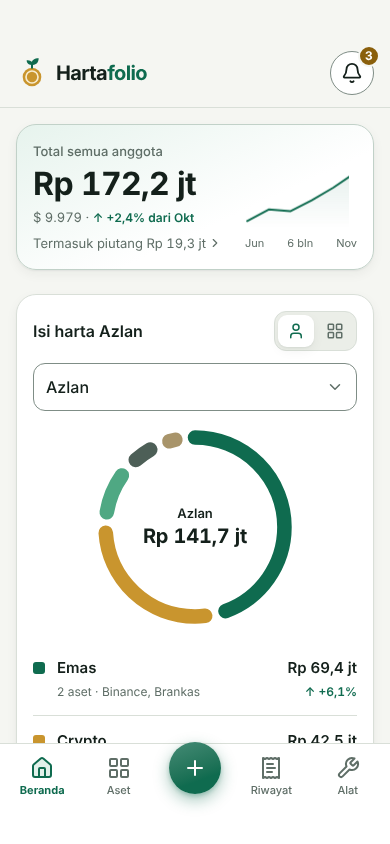 Hartafolio
3
Total semua anggota
Rp 172,2 jt
$ 9.979 · ↑ +2,4% dari Okt
Termasuk piutang Rp 19,3 jt
Jun 6 bln Nov
Isi harta Azlan
Azlan
Azlan
Rp 141,7 jt
Emas Rp 69,4 jt
2 aset · Binance, Brankas ↑ +6,1%
Crypto Rp 42,5 jt
Beranda Aset Riwayat Alat